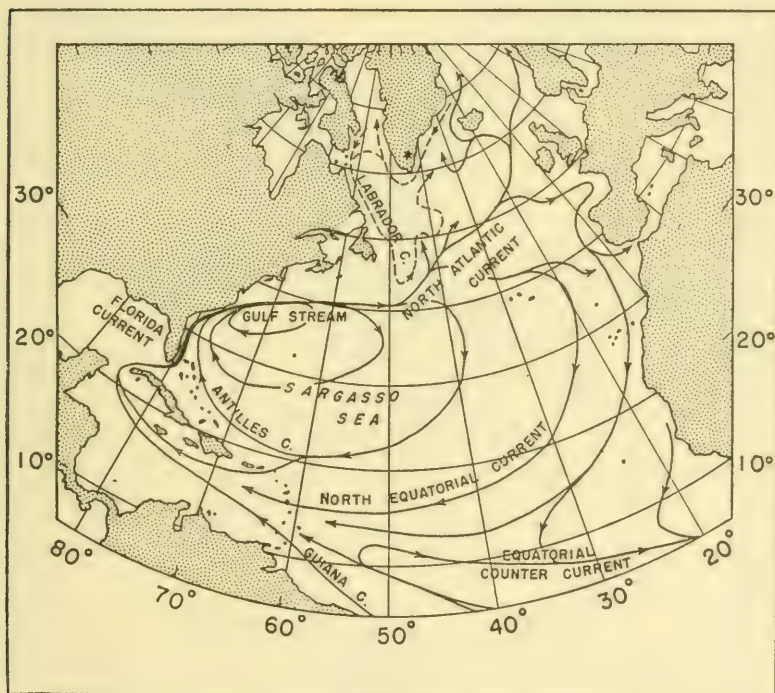 30°
30°
LABRADOR
C.
NORTH ATLANTIC
CURRENT
FLORIDA
CURRENT
GULF STREAM
20°
20°
SARGASSO
SEA
ANTYLLES C.
10°
10°
NORTH EQUATORIAL CURRENT
EQUATORIAL
COUNTER CURRENT
GUIANA C.
80°
70°
60°
50°
40°
30°
20°